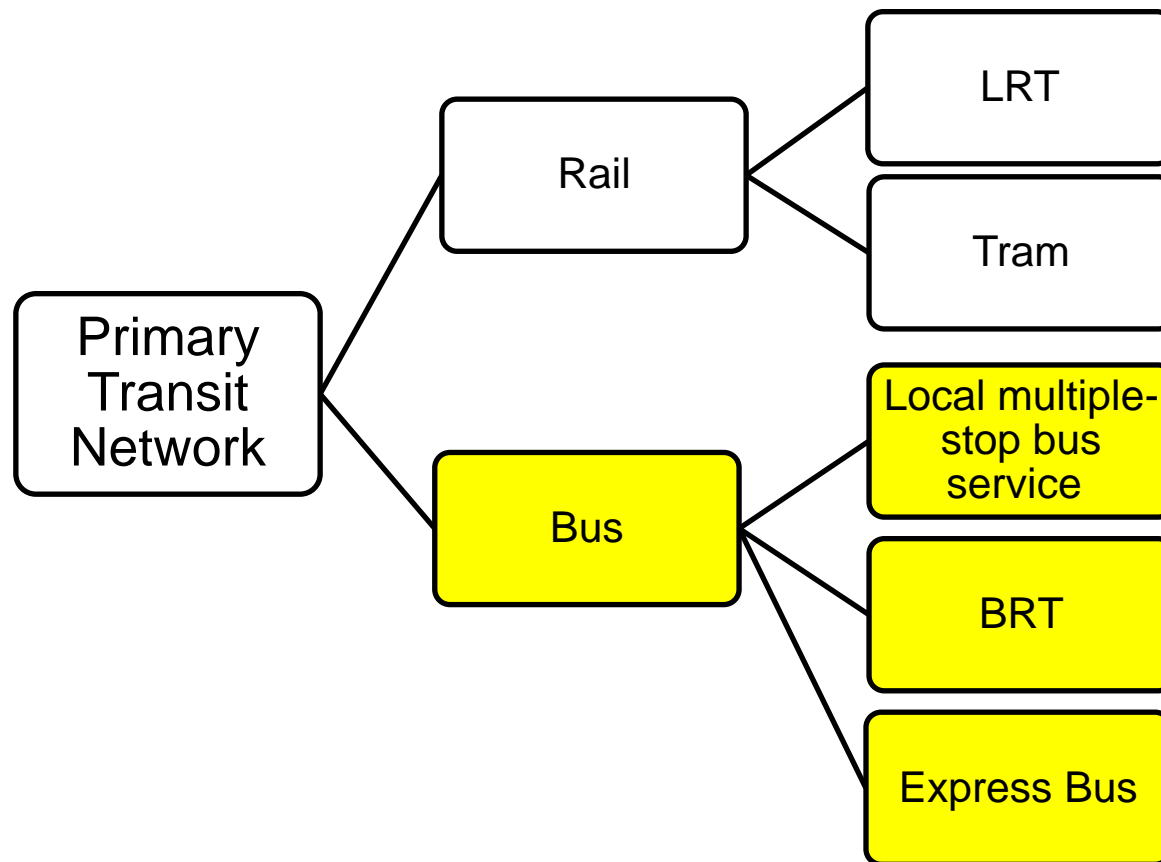 LRT
Rail
Tram
Primary
Transit
Network
Local multiple-
stop bus
service
Bus
BRT
Express Bus